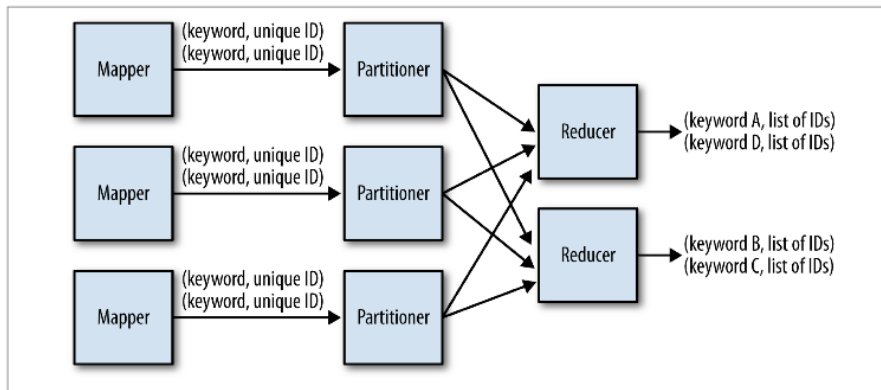 (keyword, unique ID)
(keyword, unique ID)
Mapper
Partitioner
(keyword, unique ID)
(keyword, unique ID)
Mapper
Partitioner
(keyword, unique ID)
(keyword, unique ID)
Mapper
Partitioner
Reducer
(keyword A, list of IDs)
(keyword D, list of IDs)
Reducer
(keyword B, list of IDs)
(keyword C, list of IDs)